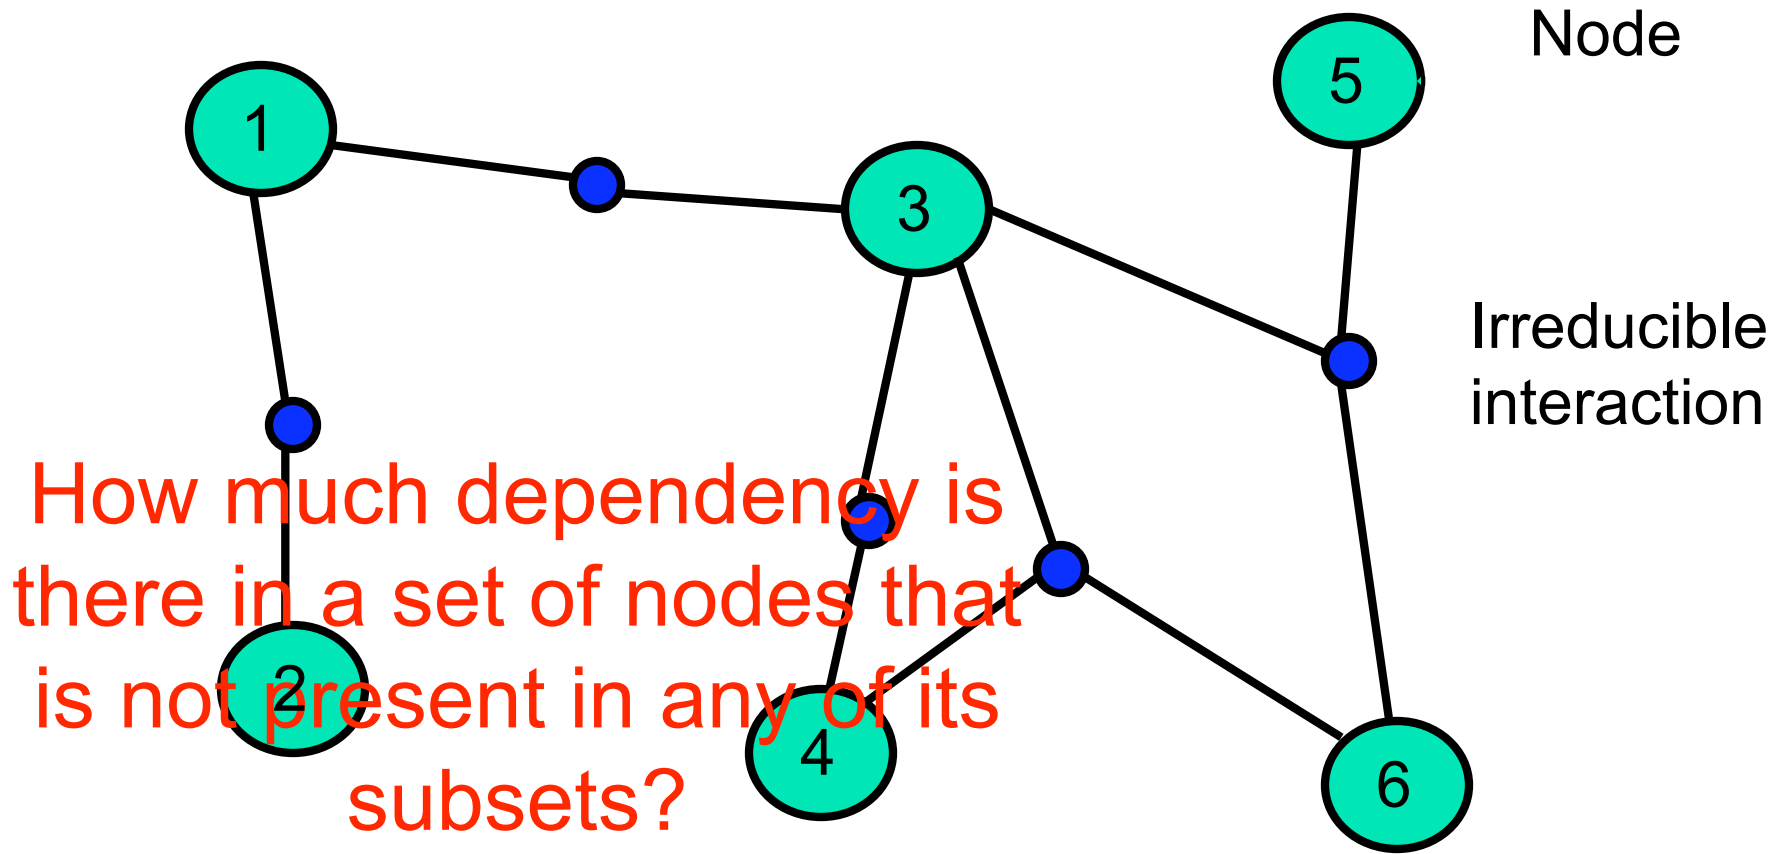 Node
5
1
3
Irreducible
interaction
How much dependency is
there in a set of nodes that
is not present in any of its
subsets?
2
4
6